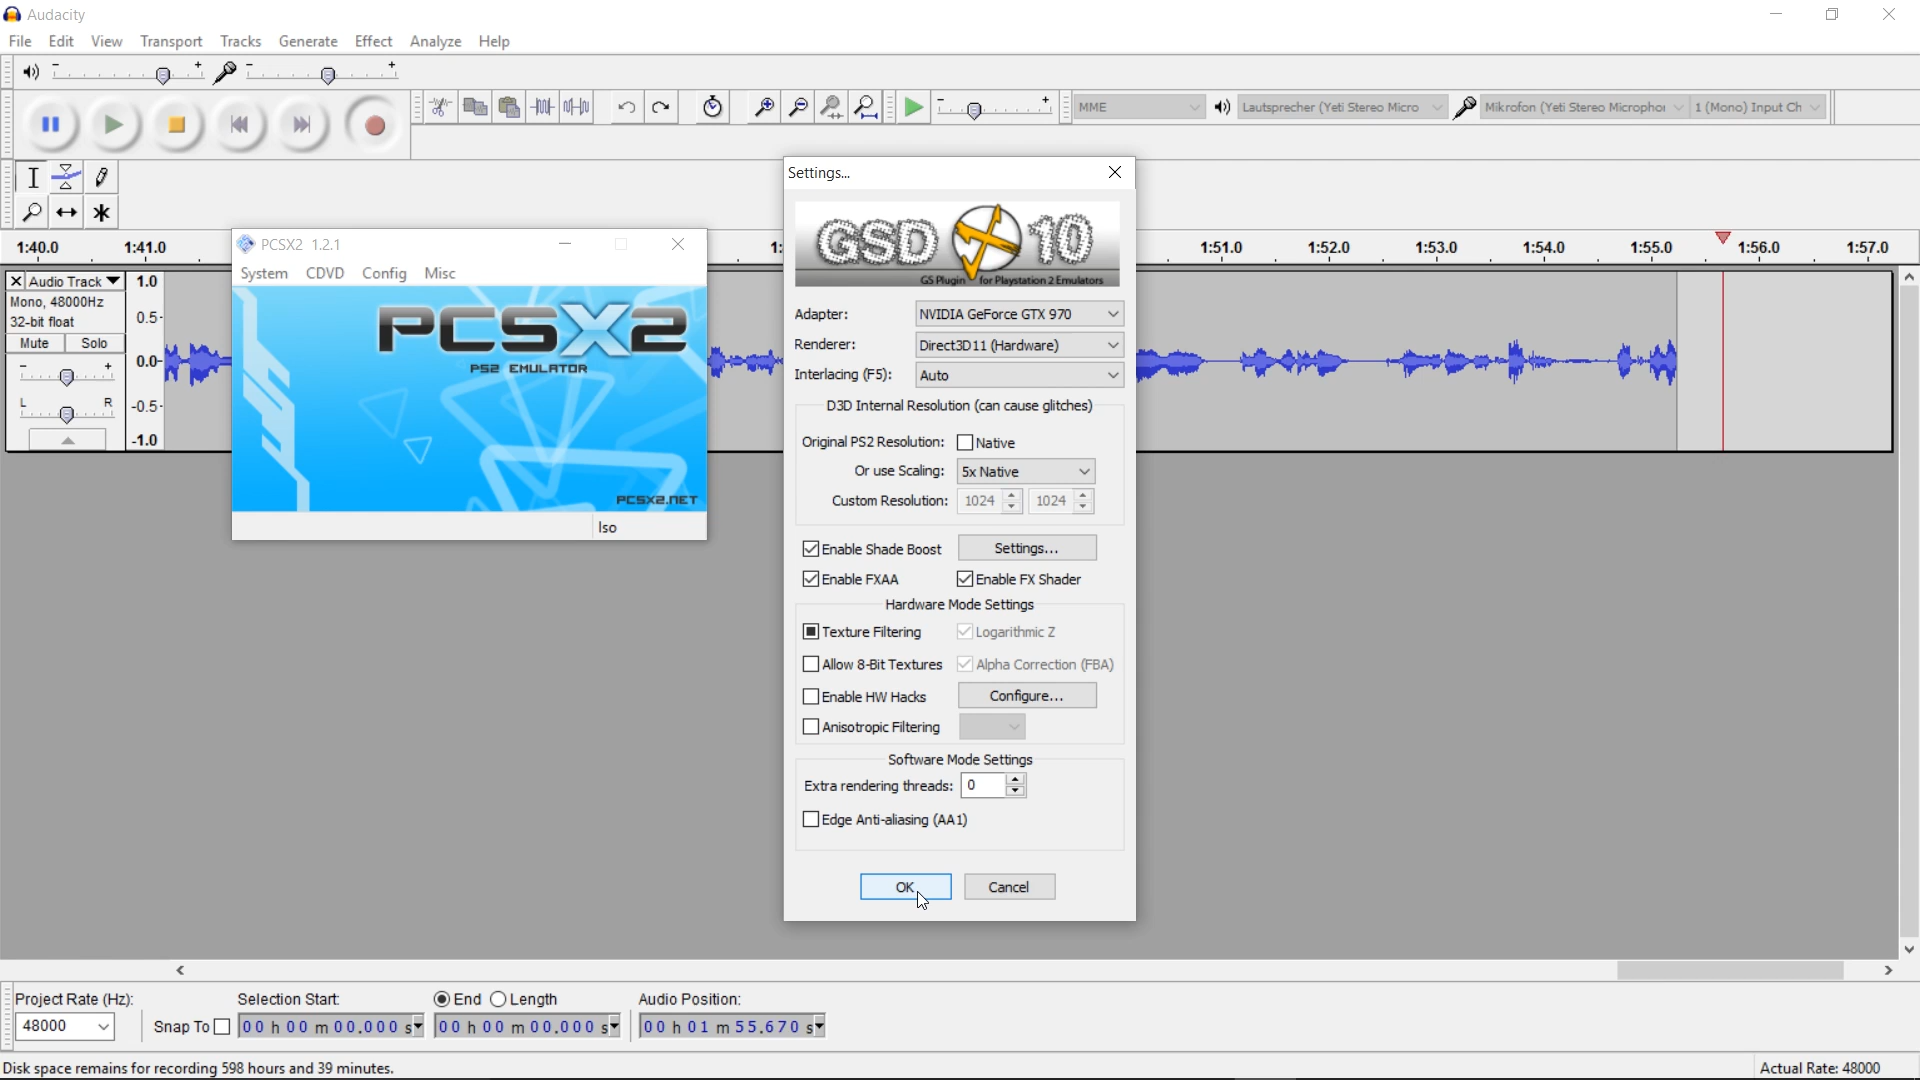 Audacity
File Edit View Transport Tracks Generate Effect Analyze Help
MME
Lautsprecher (Yeti Stereo Micro
Mikrofon (Yeti Stereo Microphor
1 (Mono) Input Ch
1:40.0 1:41.0
1:51.0 1:52.0 1:53.0 1:54.0 1:55.0 1:56.0 1:57.0
Audio Track
Mono, 48000Hz
32-bit float
Mute Solo
L R
1.0
0.5
0.0
-0.5
-1.0
PCSX2 1.2.1
System CDVD Config Misc
PCSX2
PS2 EMULATOR
PCSX2.NET
Iso
Settings...
GSD 10
GS Plugin for Playstation 2 Emulators
Adapter: NVIDIA GeForce GTX 970
Renderer: Direct3D11 (Hardware)
Interlacing (F5): Auto
D3D Internal Resolution (can cause glitches)
Original PS2 Resolution: Native
Or use Scaling: 5x Native
Custom Resolution: 1024 1024
Enable Shade Boost Settings...
Enable FXAA Enable FX Shader
Hardware Mode Settings
Texture Filtering Logarithmic Z
Allow 8-Bit Textures Alpha Correction (FBA)
Enable HW Hacks Configure...
Anisotropic Filtering
Software Mode Settings
Extra rendering threads: 0
Edge Anti-aliasing (AA1)
OK Cancel
Project Rate (Hz):
48000
Snap To
Selection Start:
00 h 00 m 00.000 s
End Length
00 h 00 m 00.000 s
Audio Position:
00 h 01 m 55.670 s
Disk space remains for recording 598 hours and 39 minutes.
Actual Rate: 48000